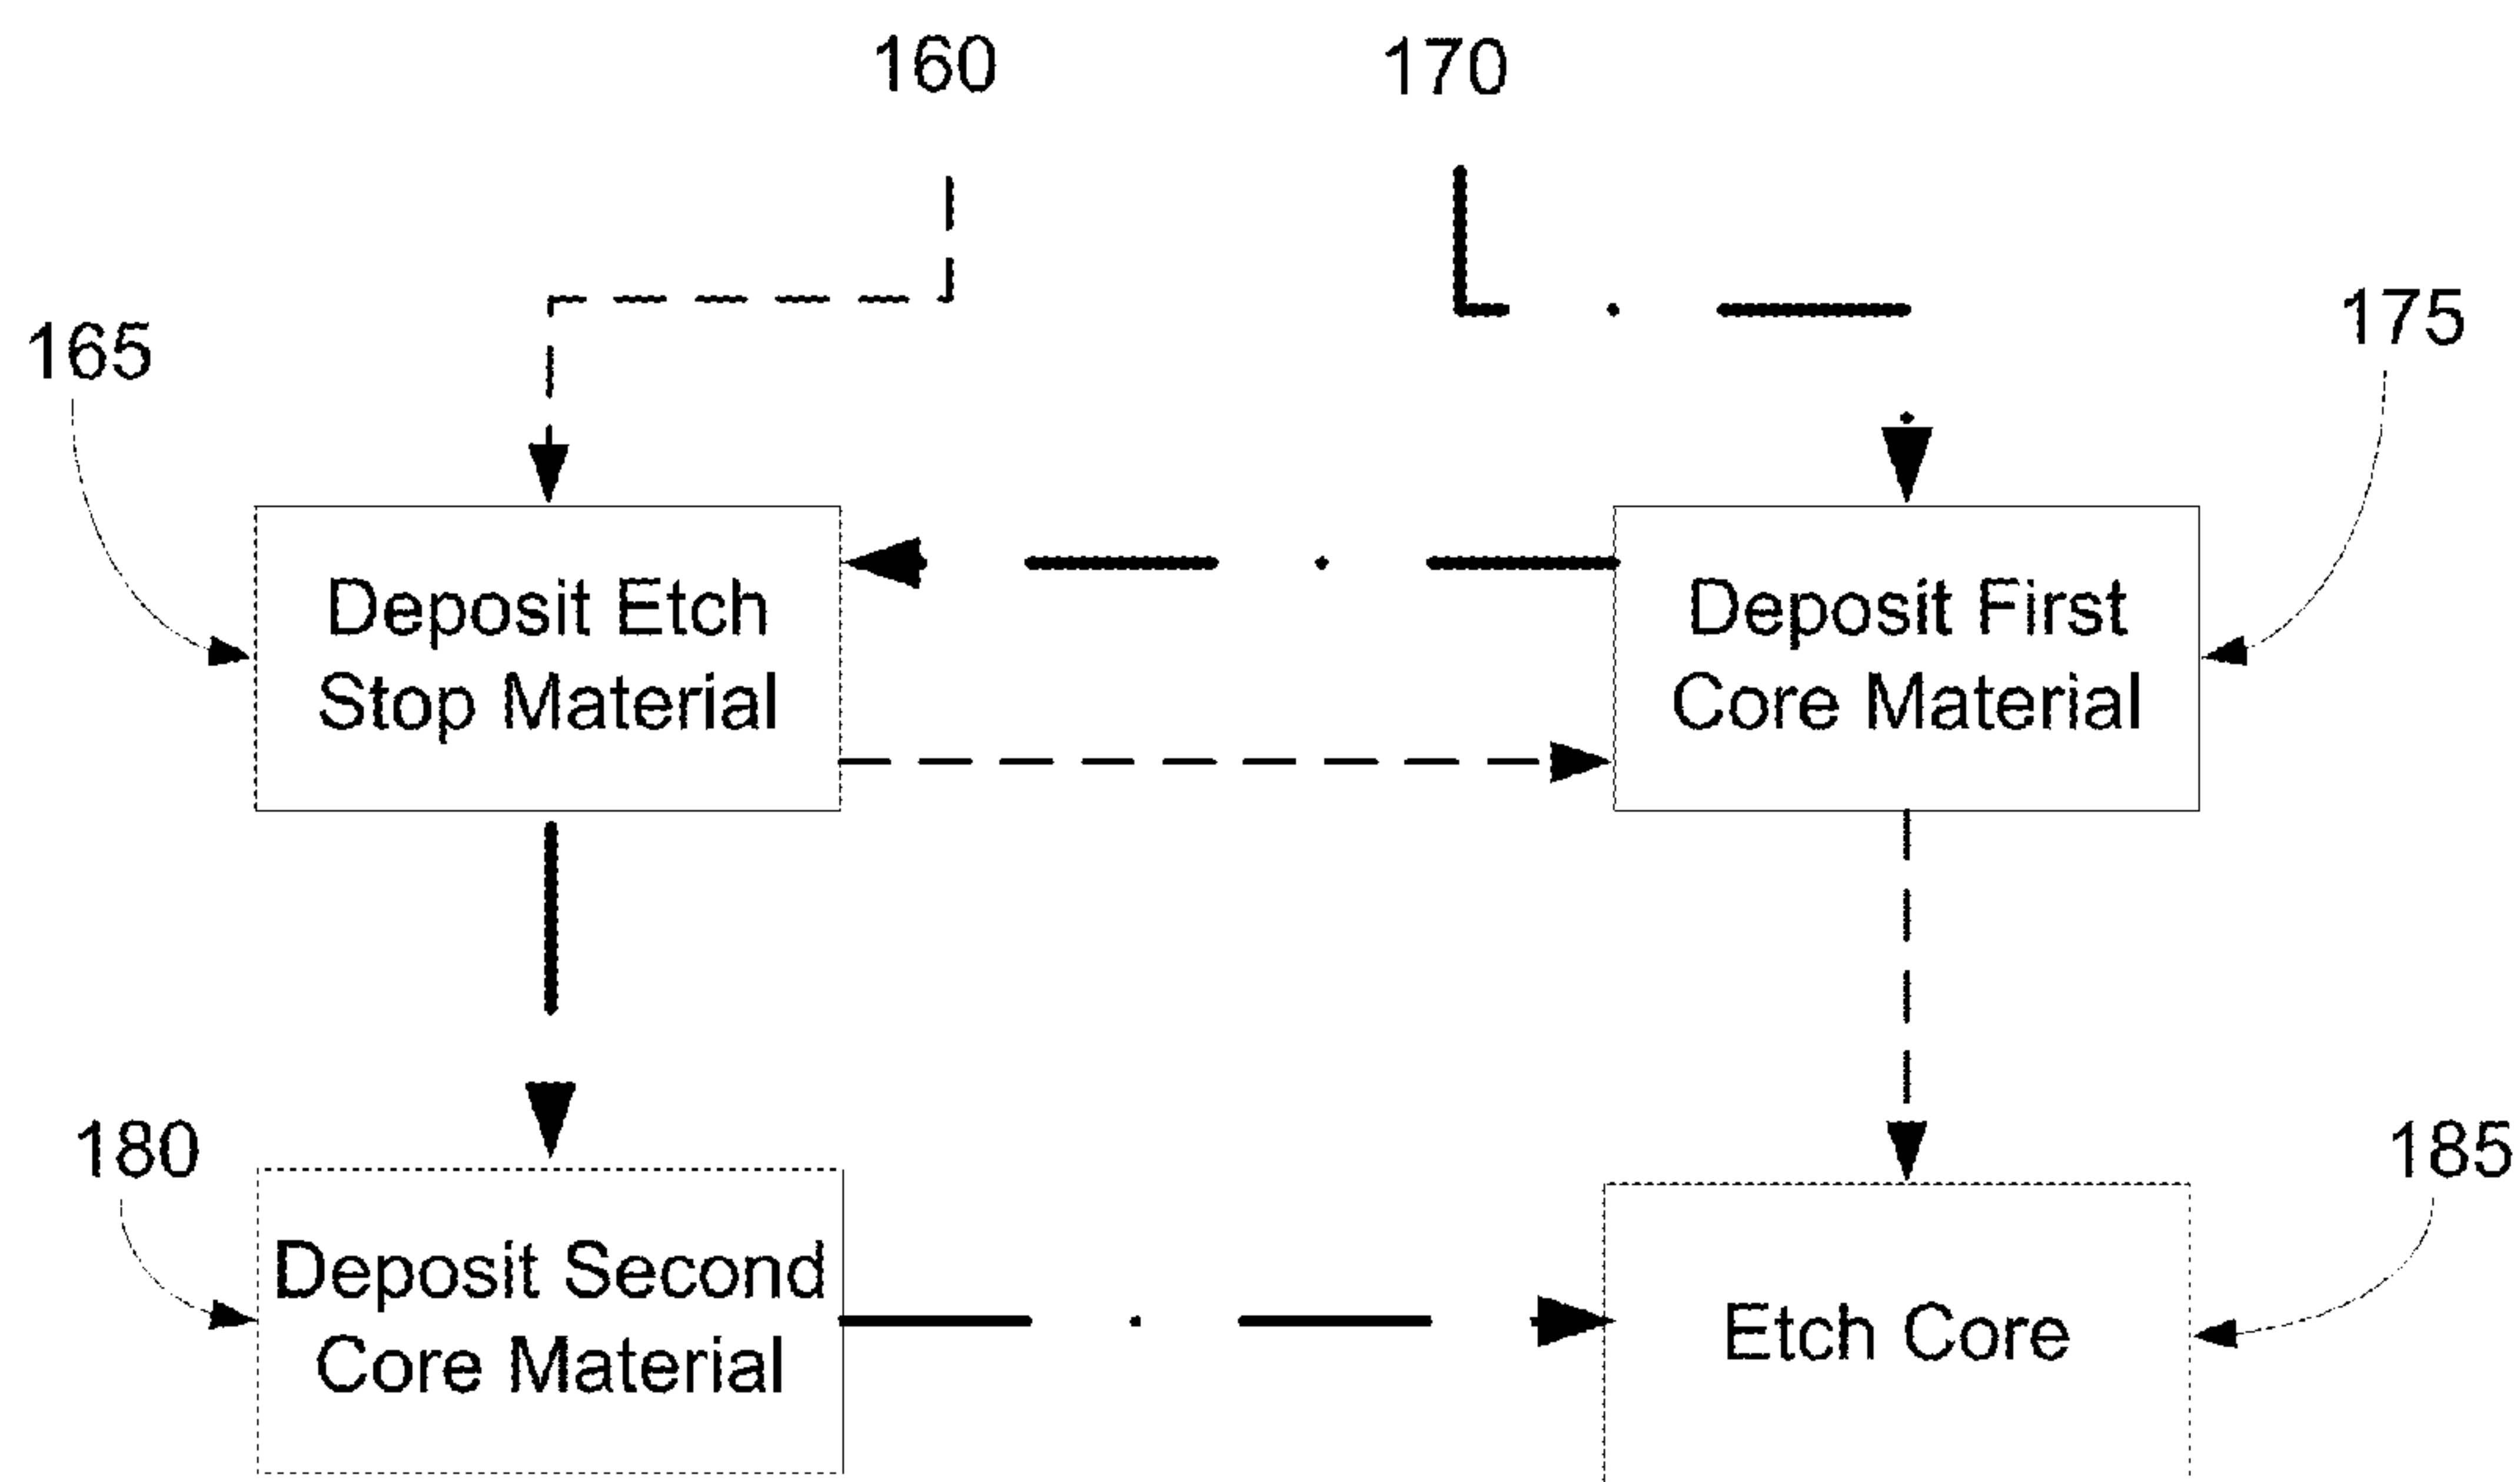 160
170
165
175
Deposit Etch
Stop Material
Deposit First
Core Material
180
185
Deposit Second
Core Material
Etch Core